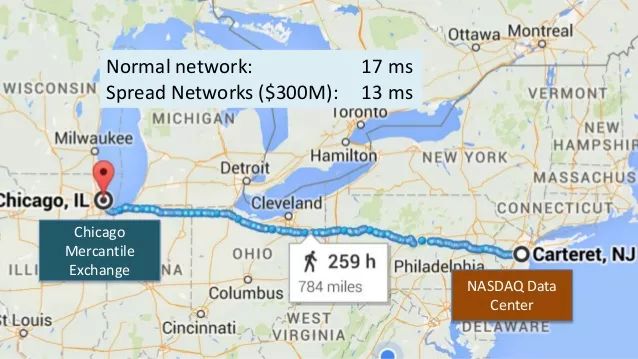 Ottawa
Montreal
Normal network: 17 ms
Spread Networks ($300M): 13 ms
WISCONSIN
VERMONT
MICHIGAN
Toronto
NEW
HAMPSHIR
Milwaukee
Hamilton
NEW YORK
Detroit
MASSACHUS
Chicago, IL
Cleveland
CONNECTICUT
Chicago
Mercantile
Exchange
259 h
784 miles
Carteret, NJ
ILLI
NA
OHIO
Philadelphia
NASDAQ Data
Center
Columbus
St Louis
WEST
VIRGINIA
Cincinnati
DELAWARE